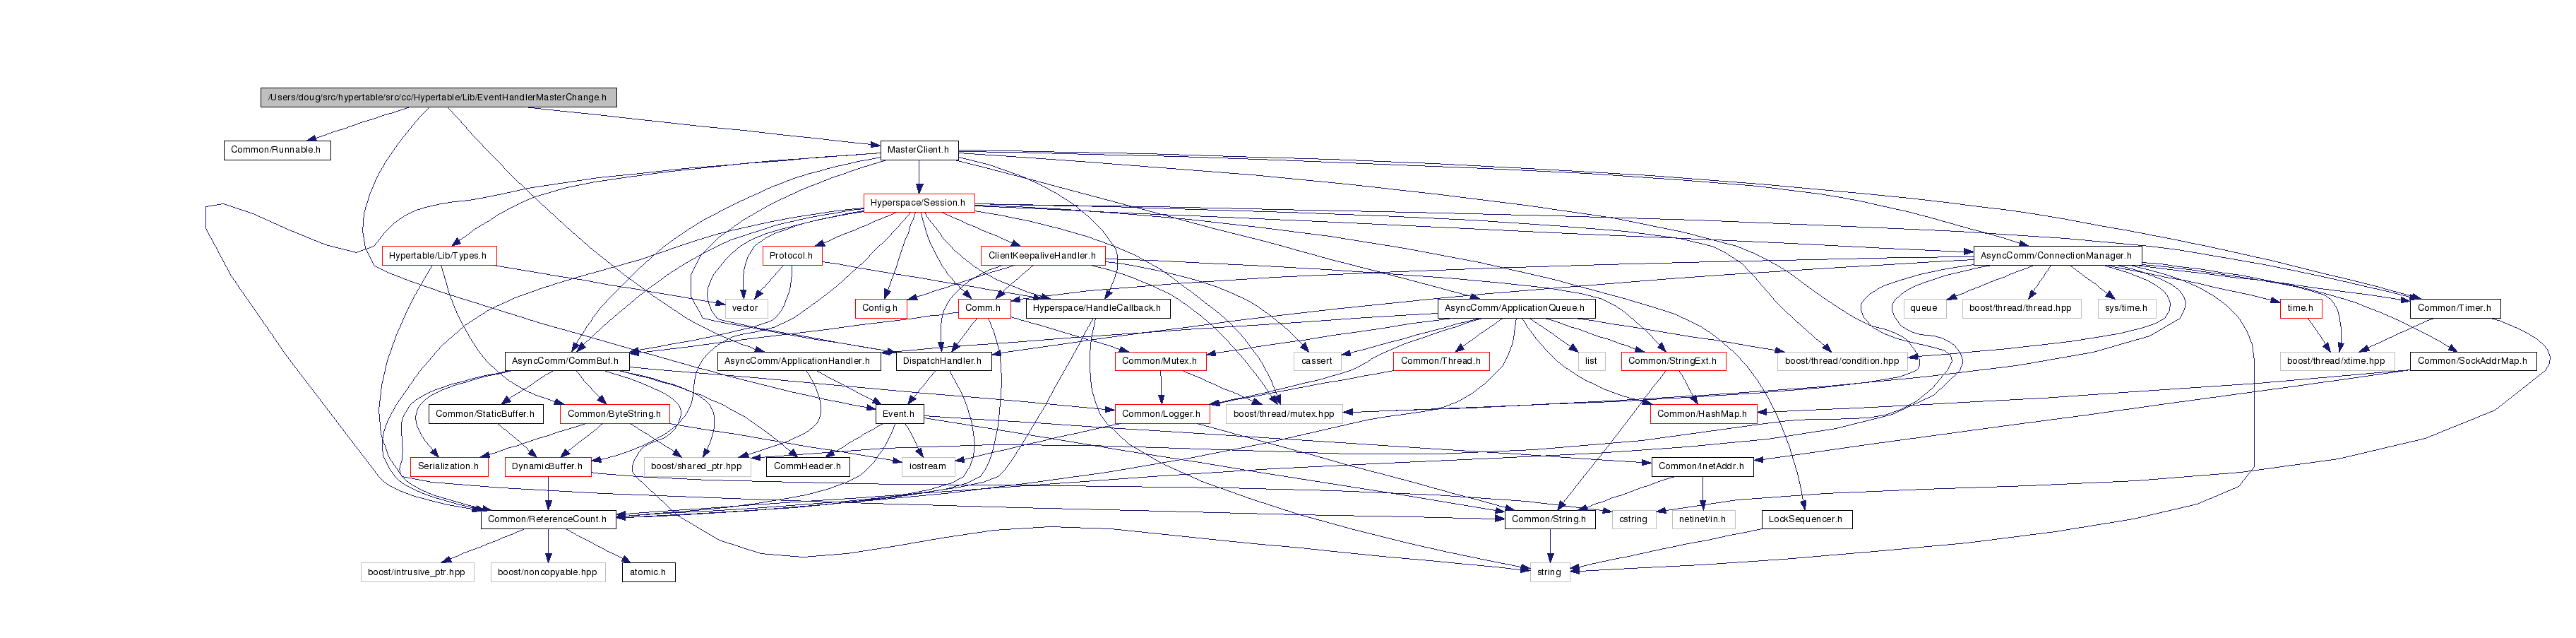 /Users/doug/src/hypertable/src/cc/Hypertable/Lib/EventHandlerMasterChange.h
Common/Runnable.h
MasterClient.h
Hyperspace/Session.h
Hypertable/Lib/Types.h
Protocol.h
ClientKeepaliveHandler.h
AsyncComm/ConnectionManager.h
vector
Config.h
Comm.h
Hyperspace/HandleCallback.h
AsyncComm/ApplicationQueue.h
queue
boost/thread/thread.hpp
sys/time.h
time.h
Common/Timer.h
AsyncComm/CommBuf.h
AsyncComm/ApplicationHandler.h
DispatchHandler.h
Common/Mutex.h
cassert
Common/Thread.h
list
Common/StringExt.h
boost/thread/condition.hpp
boost/thread/xtime.hpp
Common/SockAddrMap.h
Common/StaticBuffer.h
Common/ByteString.h
Event.h
Common/Logger.h
boost/thread/mutex.hpp
Common/HashMap.h
Serialization.h
DynamicBuffer.h
boost/shared_ptr.hpp
CommHeader.h
iostream
Common/InetAddr.h
Common/ReferenceCount.h
Common/String.h
cstring
netinet/in.h
LockSequencer.h
boost/intrusive_ptr.hpp
boost/noncopyable.hpp
atomic.h
string